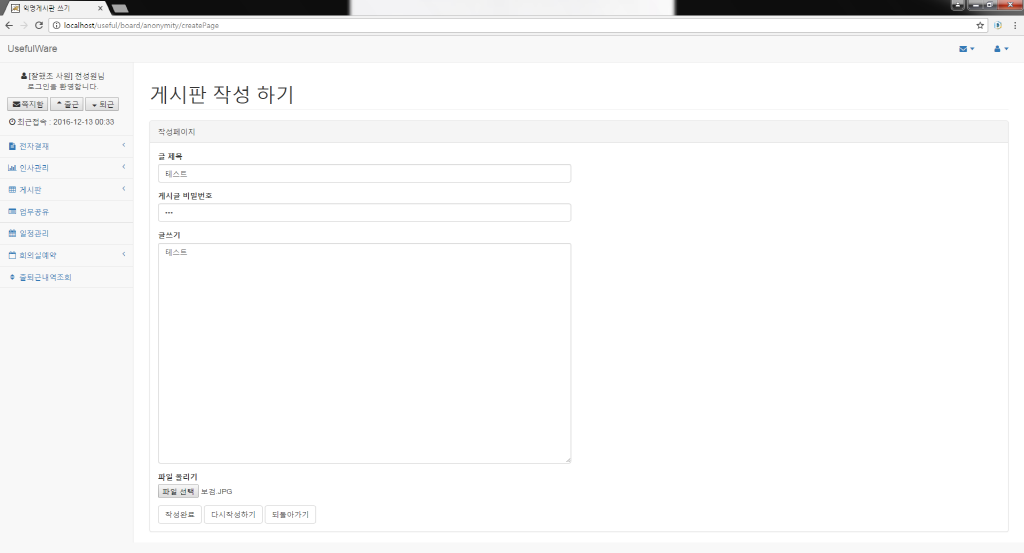 익명게시판 쓰기
localhost/useful/board/anonymity/createPage
UsefulWare
[잘했조 사원] 전성원님
로그인을 환영합니다.
쪽지함 출근 퇴근
최근접속 : 2016-12-13 00:33
전자결재
인사관리
게시판
업무공유
일정관리
회의실예약
출퇴근내역조회
게시판 작성 하기
작성페이지
글 제목
테스트
게시글 비밀번호
•••
글쓰기
테스트
파일 올리기
파일 선택 보검.JPG
작성완료 다시작성하기 되돌아가기